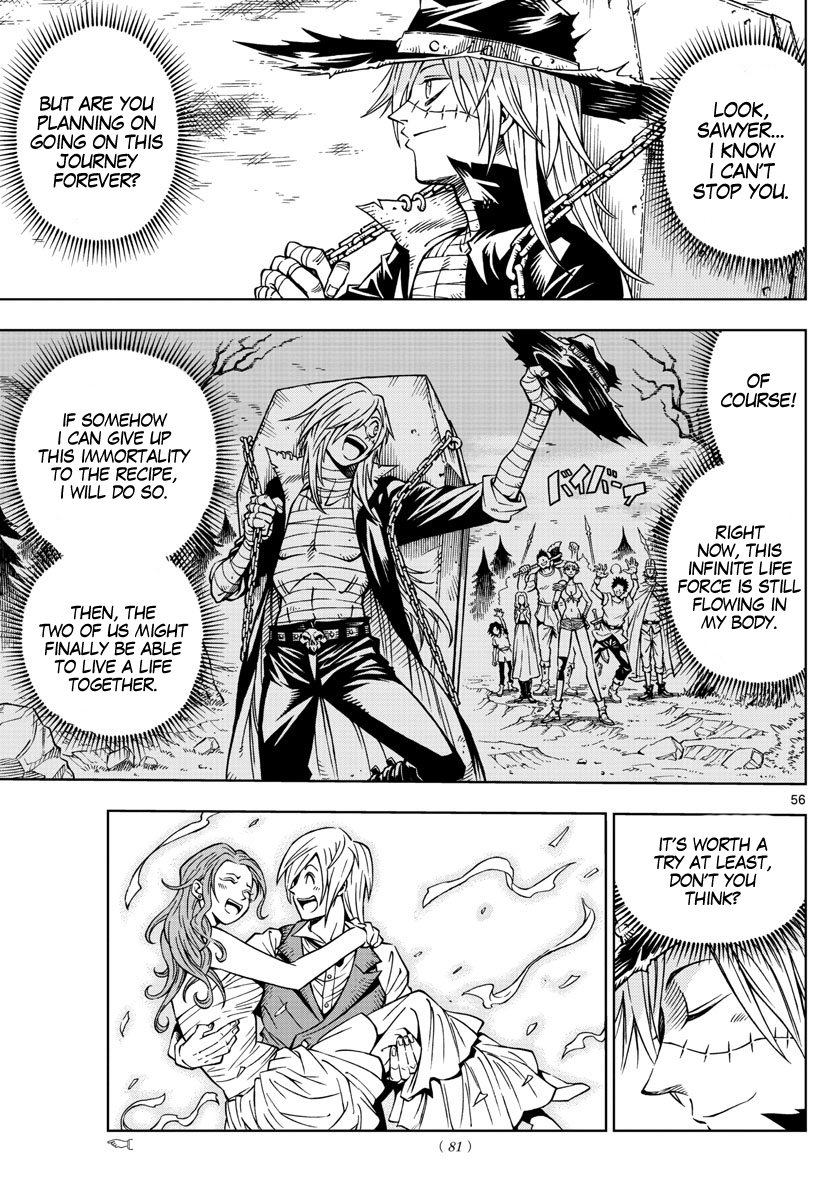 LOOK,
SAWYER...
I KNOW
I CAN'T
STOP YOU.
BUT ARE YOU
PLANNING ON
GOING ON THIS
JOURNEY
FOREVER?
OF
COURSE!
バイバーイ
RIGHT
NOW, THIS
INFINITE LIFE
FORCE IS STILL
FLOWING IN
MY BODY.
IF SOMEHOW
I CAN GIVE UP
THIS IMMORTALITY
TO THE RECIPE,
I WILL DO SO.
THEN, THE
TWO OF US MIGHT
FINALLY BE ABLE
TO LIVE A LIFE
TOGETHER.
56
IT'S WORTH A
TRY AT LEAST,
DON'T YOU
THINK?
( 81 )